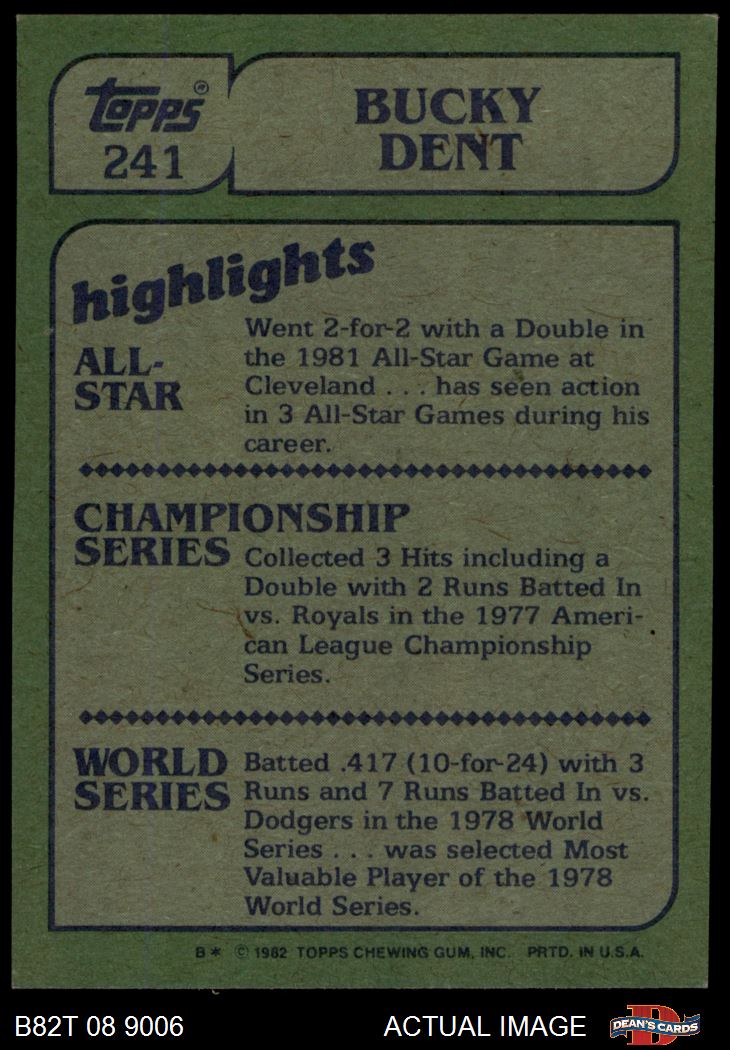 topps®
241
BUCKY
DENT
highlights
ALL-
STAR
Went 2-for-2 with a Double in
the 1981 All-Star Game at
Cleveland . . . has seen action
in 3 All-Star Games during his
career.
CHAMPIONSHIP
SERIES
Collected 3 Hits including a
Double with 2 Runs Batted In
vs. Royals in the 1977 Ameri-
can League Championship
Series.
WORLD
SERIES
Batted .417 (10-for-24) with 3
Runs and 7 Runs Batted In vs.
Dodgers in the 1978 World
Series . . . was selected Most
Valuable Player of the 1978
World Series.
B* © 1982 TOPPS CHEWING GUM, INC. PRTD. IN U.S.A.
B82T 08 9006
ACTUAL IMAGE
DEAN'S CARDS